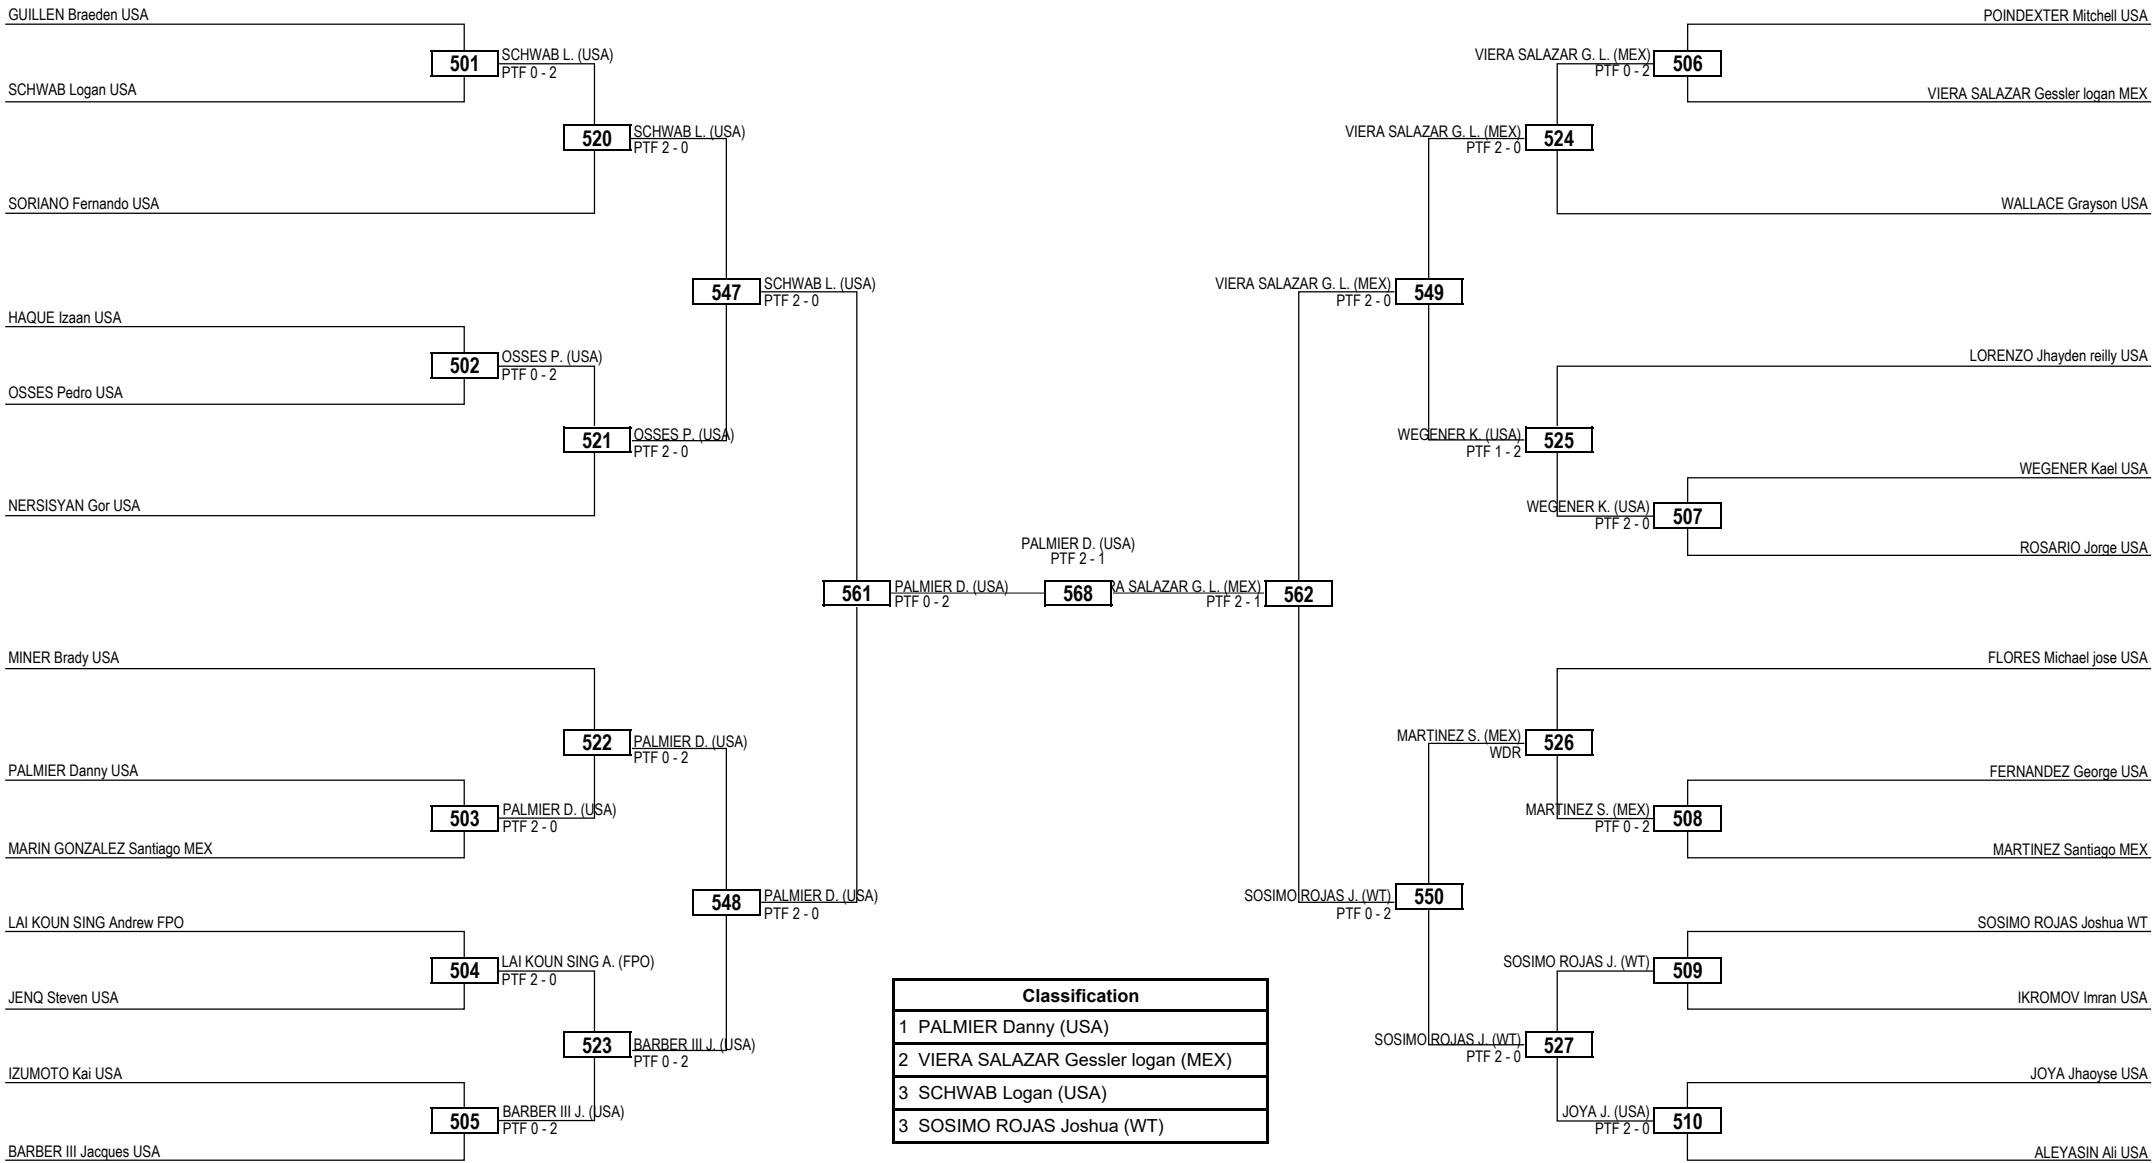 GUILLEN Braeden USA
POINDEXTER Mitchell USA
501
SCHWAB L. (USA)
PTF 0 - 2
VIERA SALAZAR G. L. (MEX)
PTF 0 - 2
506
SCHWAB Logan USA
VIERA SALAZAR Gessler logan MEX
520
SCHWAB L. (USA)
PTF 2 - 0
VIERA SALAZAR G. L. (MEX)
PTF 2 - 0
524
SORIANO Fernando USA
WALLACE Grayson USA
547
SCHWAB L. (USA)
PTF 2 - 0
VIERA SALAZAR G. L. (MEX)
PTF 2 - 0
549
HAQUE Izaan USA
LORENZO Jhayden reilly USA
502
OSSES P. (USA)
PTF 0 - 2
OSSES Pedro USA
521
OSSES P. (USA)
PTF 2 - 0
WEGENER K. (USA)
PTF 1 - 2
525
WEGENER Kael USA
NERSISYAN Gor USA
WEGENER K. (USA)
PTF 2 - 0
507
ROSARIO Jorge USA
PALMIER D. (USA)
PTF 2 - 1
561
PALMIER D. (USA)
PTF 0 - 2
568
RA SALAZAR G. L. (MEX)
PTF 2 - 1
562
MINER Brady USA
FLORES Michael jose USA
522
PALMIER D. (USA)
PTF 0 - 2
MARTINEZ S. (MEX)
WDR
526
PALMIER Danny USA
FERNANDEZ George USA
503
PALMIER D. (USA)
PTF 2 - 0
MARTINEZ S. (MEX)
PTF 0 - 2
508
MARIN GONZALEZ Santiago MEX
MARTINEZ Santiago MEX
548
PALMIER D. (USA)
PTF 2 - 0
SOSIMO ROJAS J. (WT)
PTF 0 - 2
550
LAI KOUN SING Andrew FPO
SOSIMO ROJAS Joshua WT
504
LAI KOUN SING A. (FPO)
PTF 2 - 0
SOSIMO ROJAS J. (WT)
509
JENQ Steven USA
IKROMOV Imran USA
523
BARBER III J. (USA)
PTF 0 - 2
SOSIMO ROJAS J. (WT)
PTF 2 - 0
527
IZUMOTO Kai USA
JOYA Jhaoyse USA
505
BARBER III J. (USA)
PTF 0 - 2
JOYA J. (USA)
PTF 2 - 0
510
BARBER III Jacques USA
ALEYASIN Ali USA
Classification
1 PALMIER Danny (USA)
2 VIERA SALAZAR Gessler logan (MEX)
3 SCHWAB Logan (USA)
3 SOSIMO ROJAS Joshua (WT)